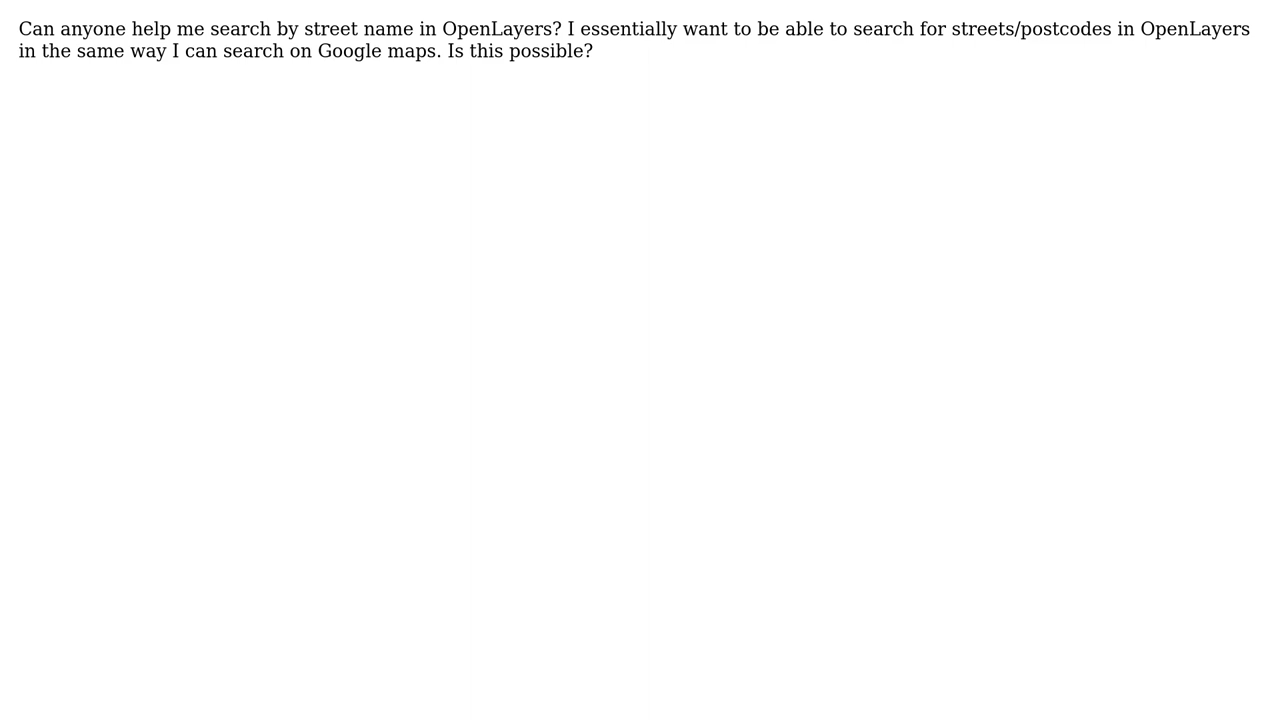 Can anyone help me search by street name in OpenLayers? I essentially want to be able to search for streets/postcodes in OpenLayers
in the same way I can search on Google maps. Is this possible?